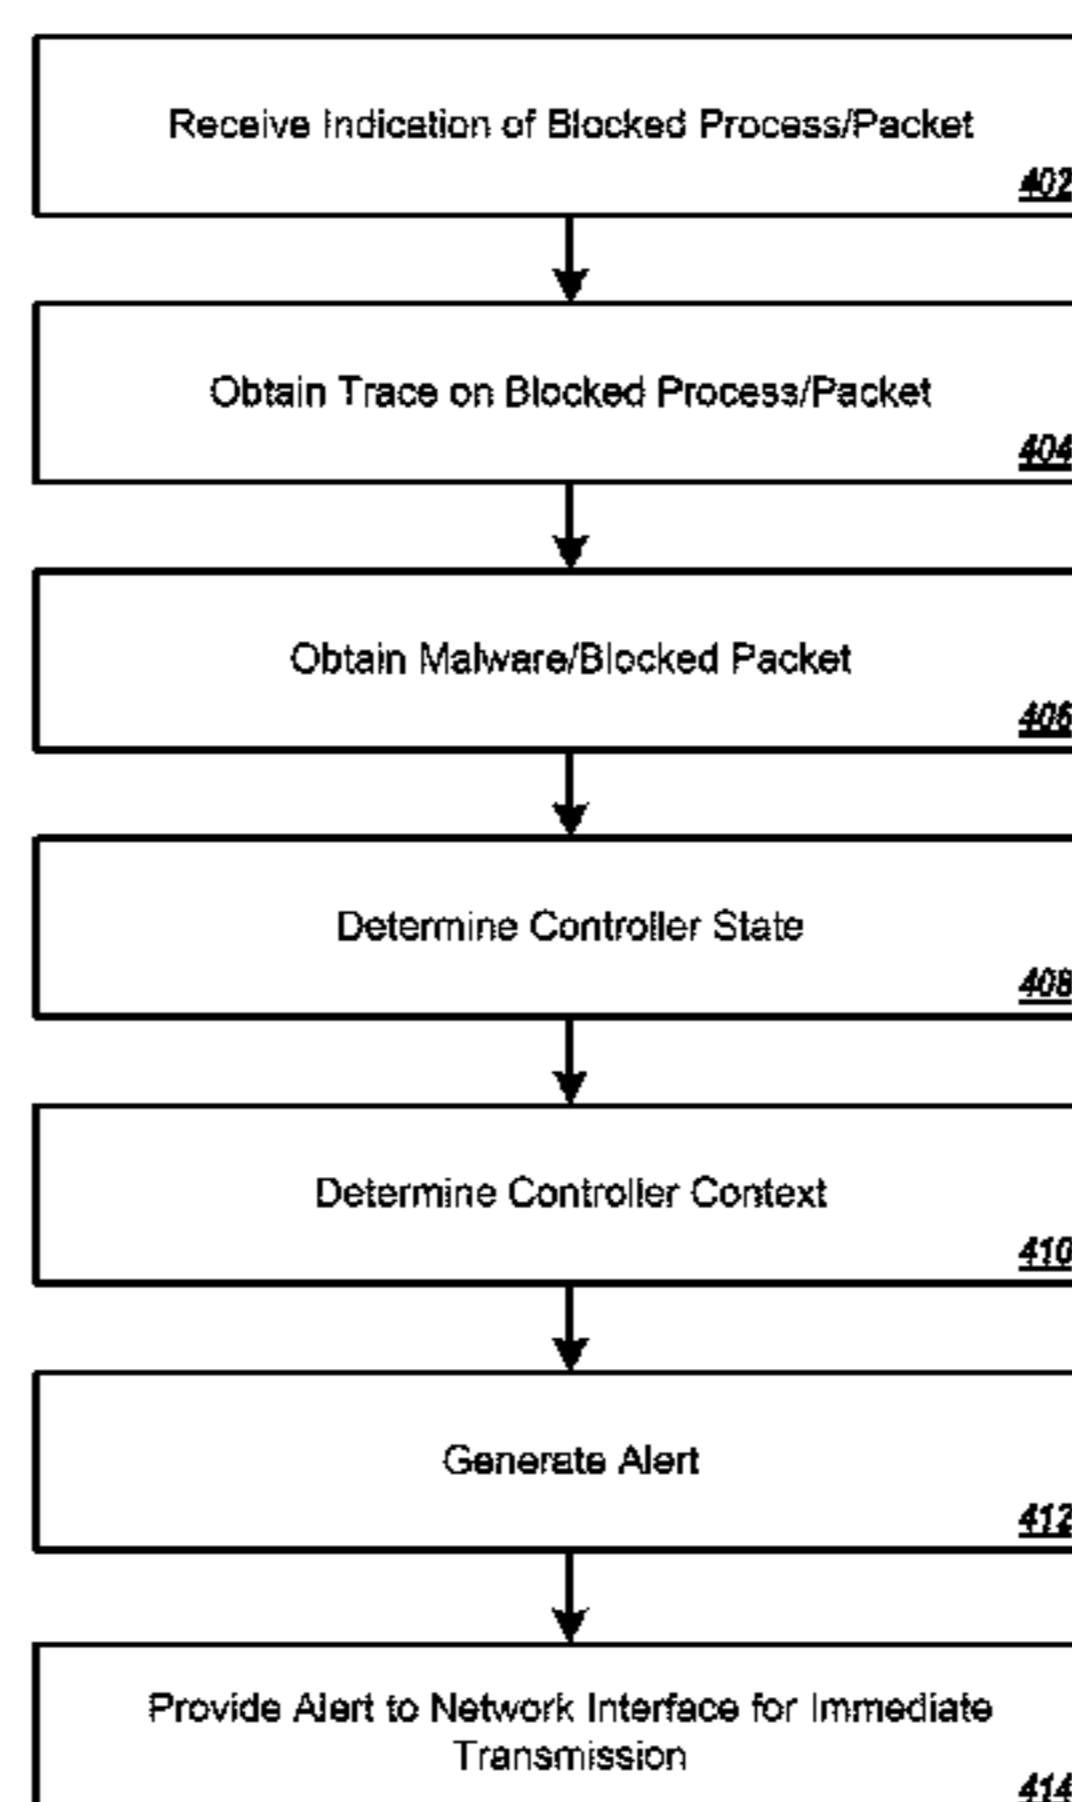 Receive Indication of Blocked Process/Packet
402
Obtain Trace on Blocked Process/Packet
404
Obtain Malware/Blocked Packet
406
Determine Controller State
408
Determine Controller Context
410
Generate Alert
412
Provide Alert to Network Interface for Immediate
Transmission
414